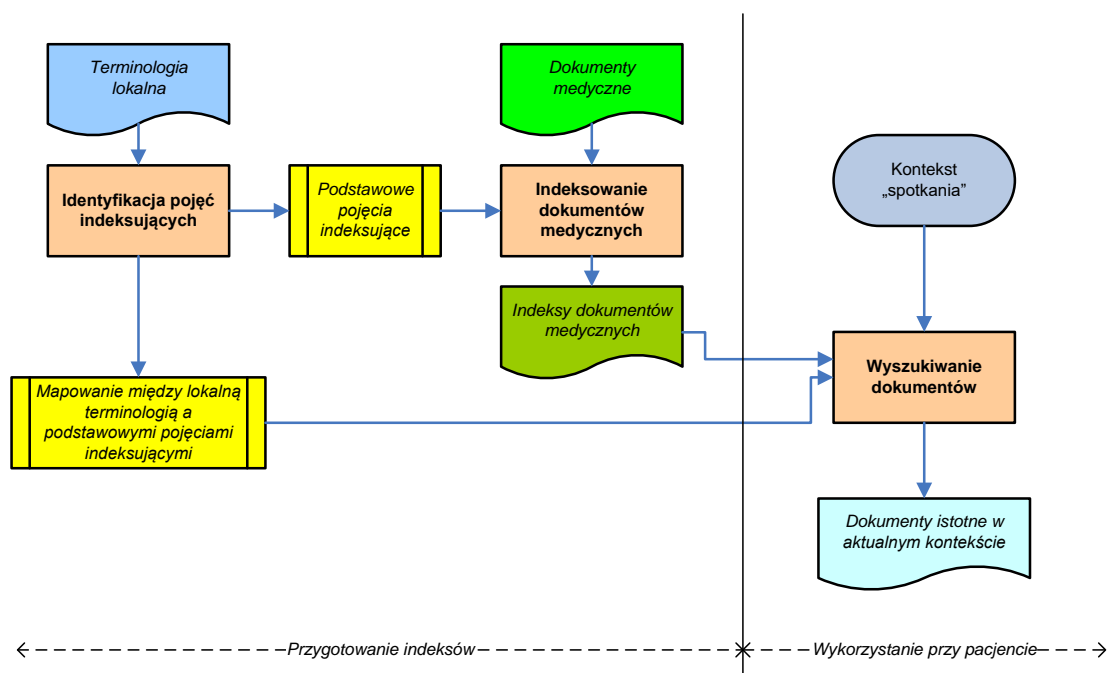 Terminologia
lokalna
Dokumenty
medyczne
Identyfikacja pojęć
indeksujących
Podstawowe
pojęcia
indeksujące
Indeksowanie
dokumentów
medycznych
Kontekst
„spotkania”
Indeksy dokumentów
medycznych
Mapowanie między lokalną
terminologią a
podstawowymi pojęciami
indeksującymi
Wyszukiwanie
dokumentów
Dokumenty istotne w
aktualnym kontekście
Przygotowanie indeksów
Wykorzystanie przy pacjencie